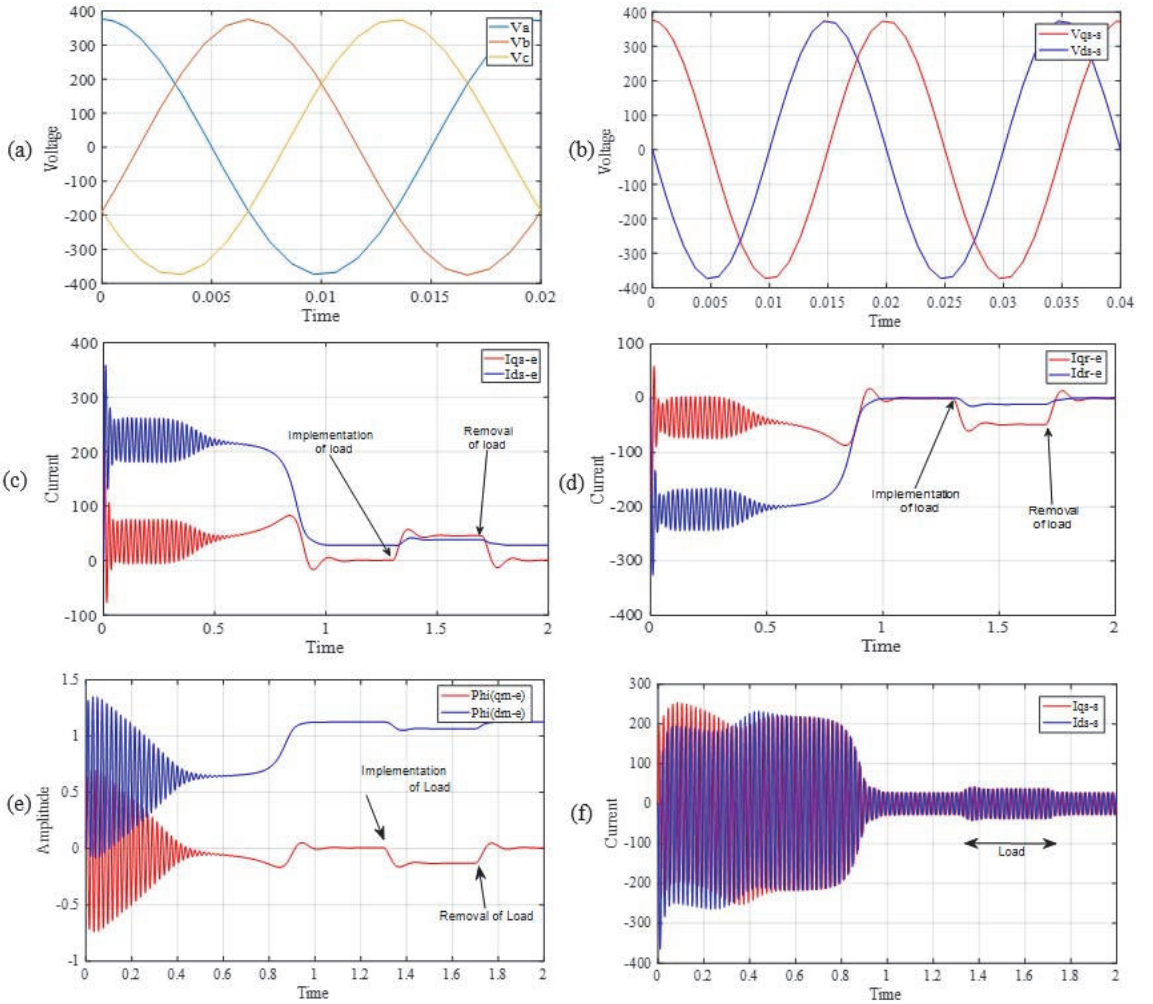 (a)
Voltage
400
300
200
100
0
-100
-200
-300
-400
Va
Vb
Vc
0
0.005
0.01
0.015
0.02
Time
(b)
Voltage
400
300
200
100
0
-100
-200
-300
-400
Vqs-s
Vds-s
0
0.005
0.01
0.015
0.02
0.025
0.03
0.035
0.04
Time
(c)
Current
400
300
200
100
0
-100
Iqs-e
Ids-e
Implementation
of load
Removal
of load
0
0.5
1
1.5
2
Time
(d)
Current
100
0
-100
-200
-300
-400
Iqr-e
Idr-e
Implementation
of load
Removal
of load
0
0.5
1
1.5
2
Time
(e)
Amplitude
1.5
1
0.5
0
-0.5
-1
Phi(qm-e)
Phi(dm-e)
Implementation
of Load
Removal of Load
0
0.2
0.4
0.6
0.8
1
1.2
1.4
1.6
1.8
2
Time
(f)
Current
300
200
100
0
-100
-200
-300
-400
Iqs-s
Ids-s
Load
0
0.2
0.4
0.6
0.8
1.0
1.2
1.4
1.6
1.8
2
Time